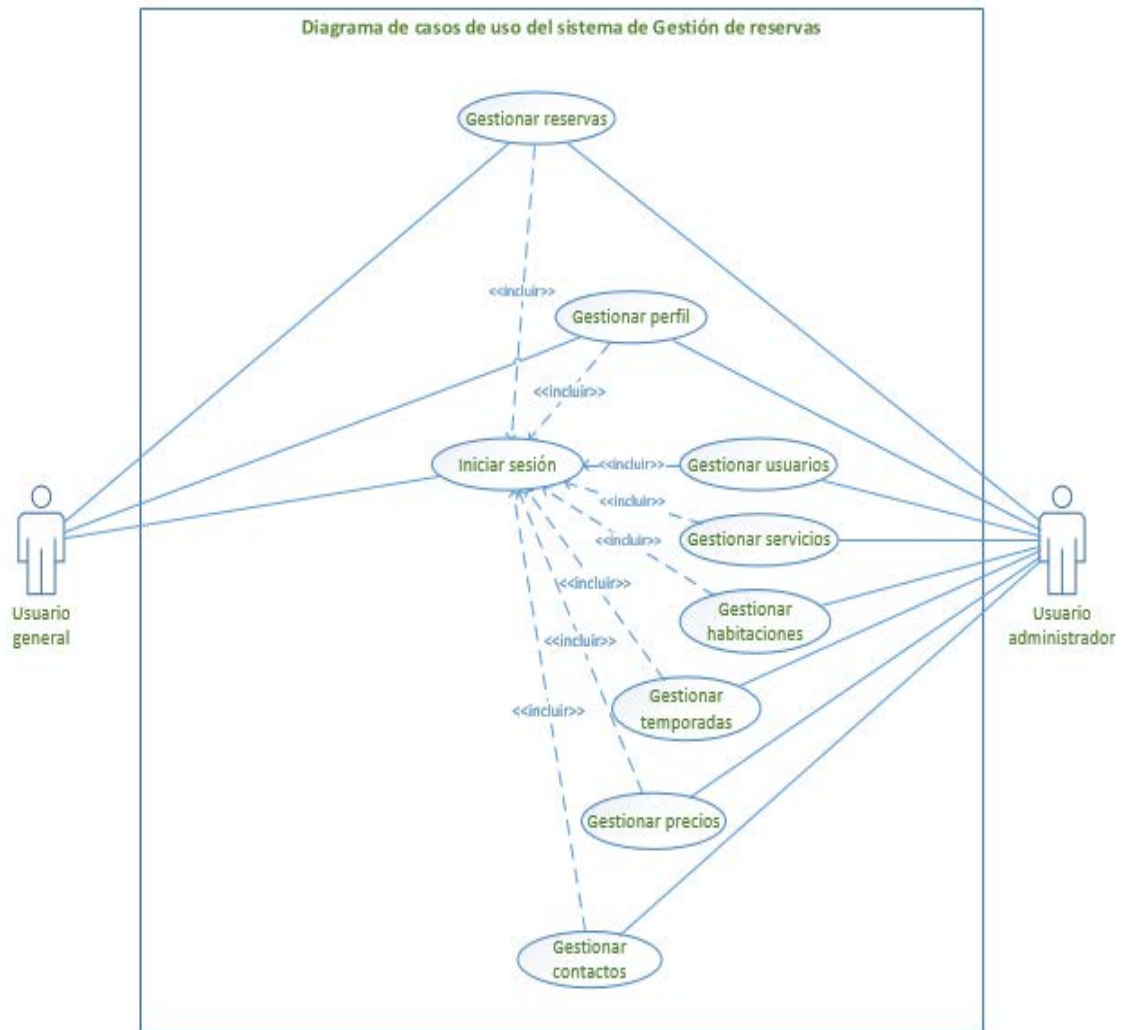 Diagrama de casos de uso del sistema de Gestión de reservas
Gestionar reservas
<<incluir>>
Gestionar perfil
<<incluir>>
Iniciar sesión
<<incluir>>
Gestionar usuarios
<<incluir>>
Gestionar servicios
<<incluir>>
Usuario
general
Gestionar
habitaciones
Usuario
administrador
<<incluir>>
<<incluir>>
Gestionar
temporadas
<<incluir>>
Gestionar precios
Gestionar
contactos